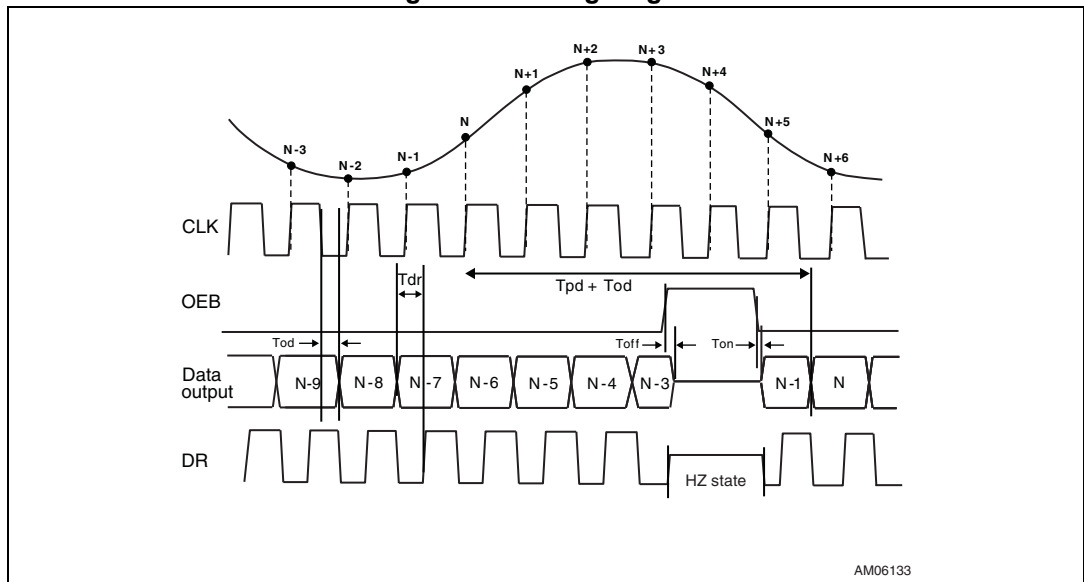 N+2 N+3
N+1 N+4
N N+5
N-3 N-2 N-1 N+6
CLK
Tdr Tpd + Tod
OEB
Tod Toff Ton
Data output N-9 N-8 N-7 N-6 N-5 N-4 N-3 N-1 N
DR HZ state
AM06133